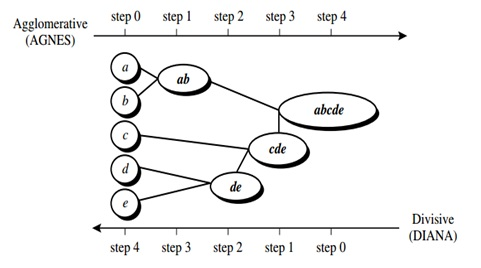 Agglomerative
(AGNES)
step 0 step 1 step 2 step 3 step 4
a
ab
b
abcde
c
cde
d
de
e
Divisive
(DIANA)
step 4 step 3 step 2 step 1 step 0